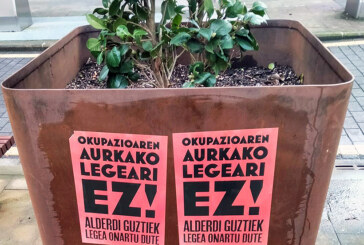 OKUPAZIOAREN
AURKAKO
LEGEARI
EZ!
ALDERDI GUZTIEK
LEGEA ONARTU DUTE
OKUPAZIOAREN
AURKAKO
LEGEARI
EZ!
ALDERDI GUZTIEK
LEGEA ONARTU DUTE